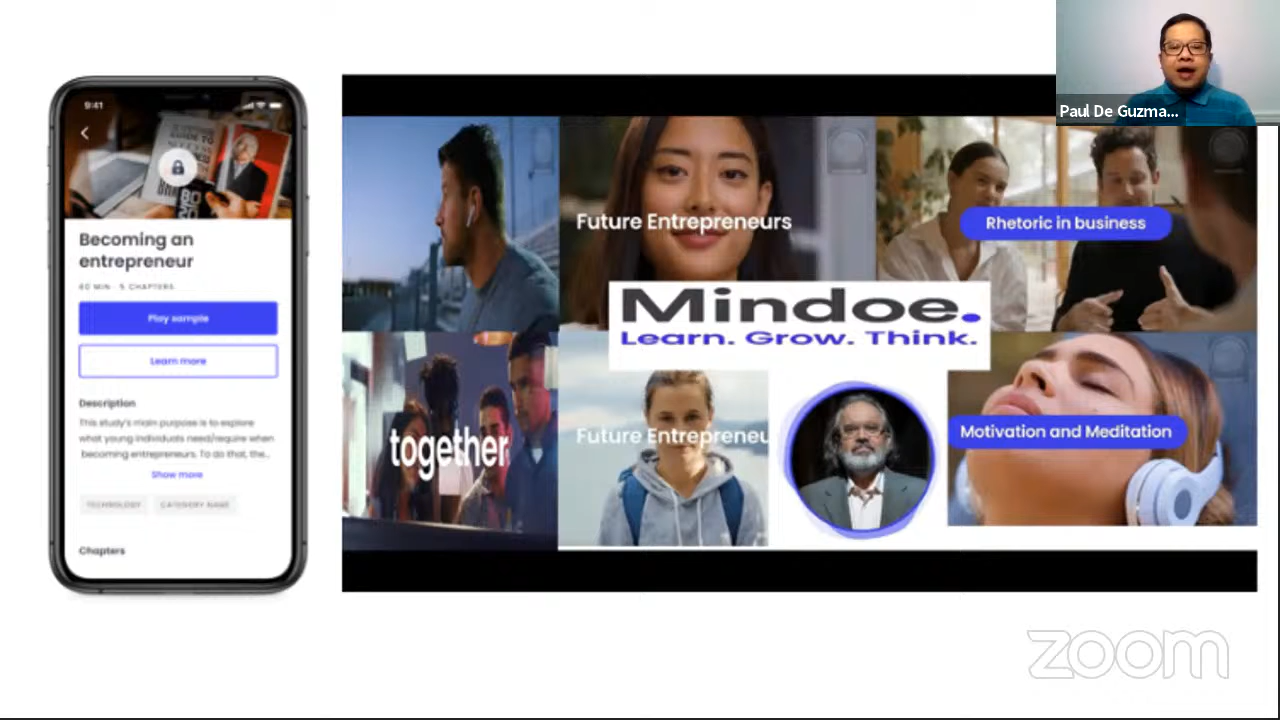 Paul De Guzma...
9:41
Becoming an
entrepreneur
60 MIN · 5 CHAPTERS
Play sample
Learn more
Description
This study's main purpose is to explore
what young individuals need/require when
becoming entrepreneurs. To do that, the...
Show more
TECHNOLOGY CATEGORY NAME
Chapters
Future Entrepreneurs
Rhetoric in business
Mindoe.
Learn. Grow. Think.
together
Future Entrepreneu
Motivation and Meditation
zoom